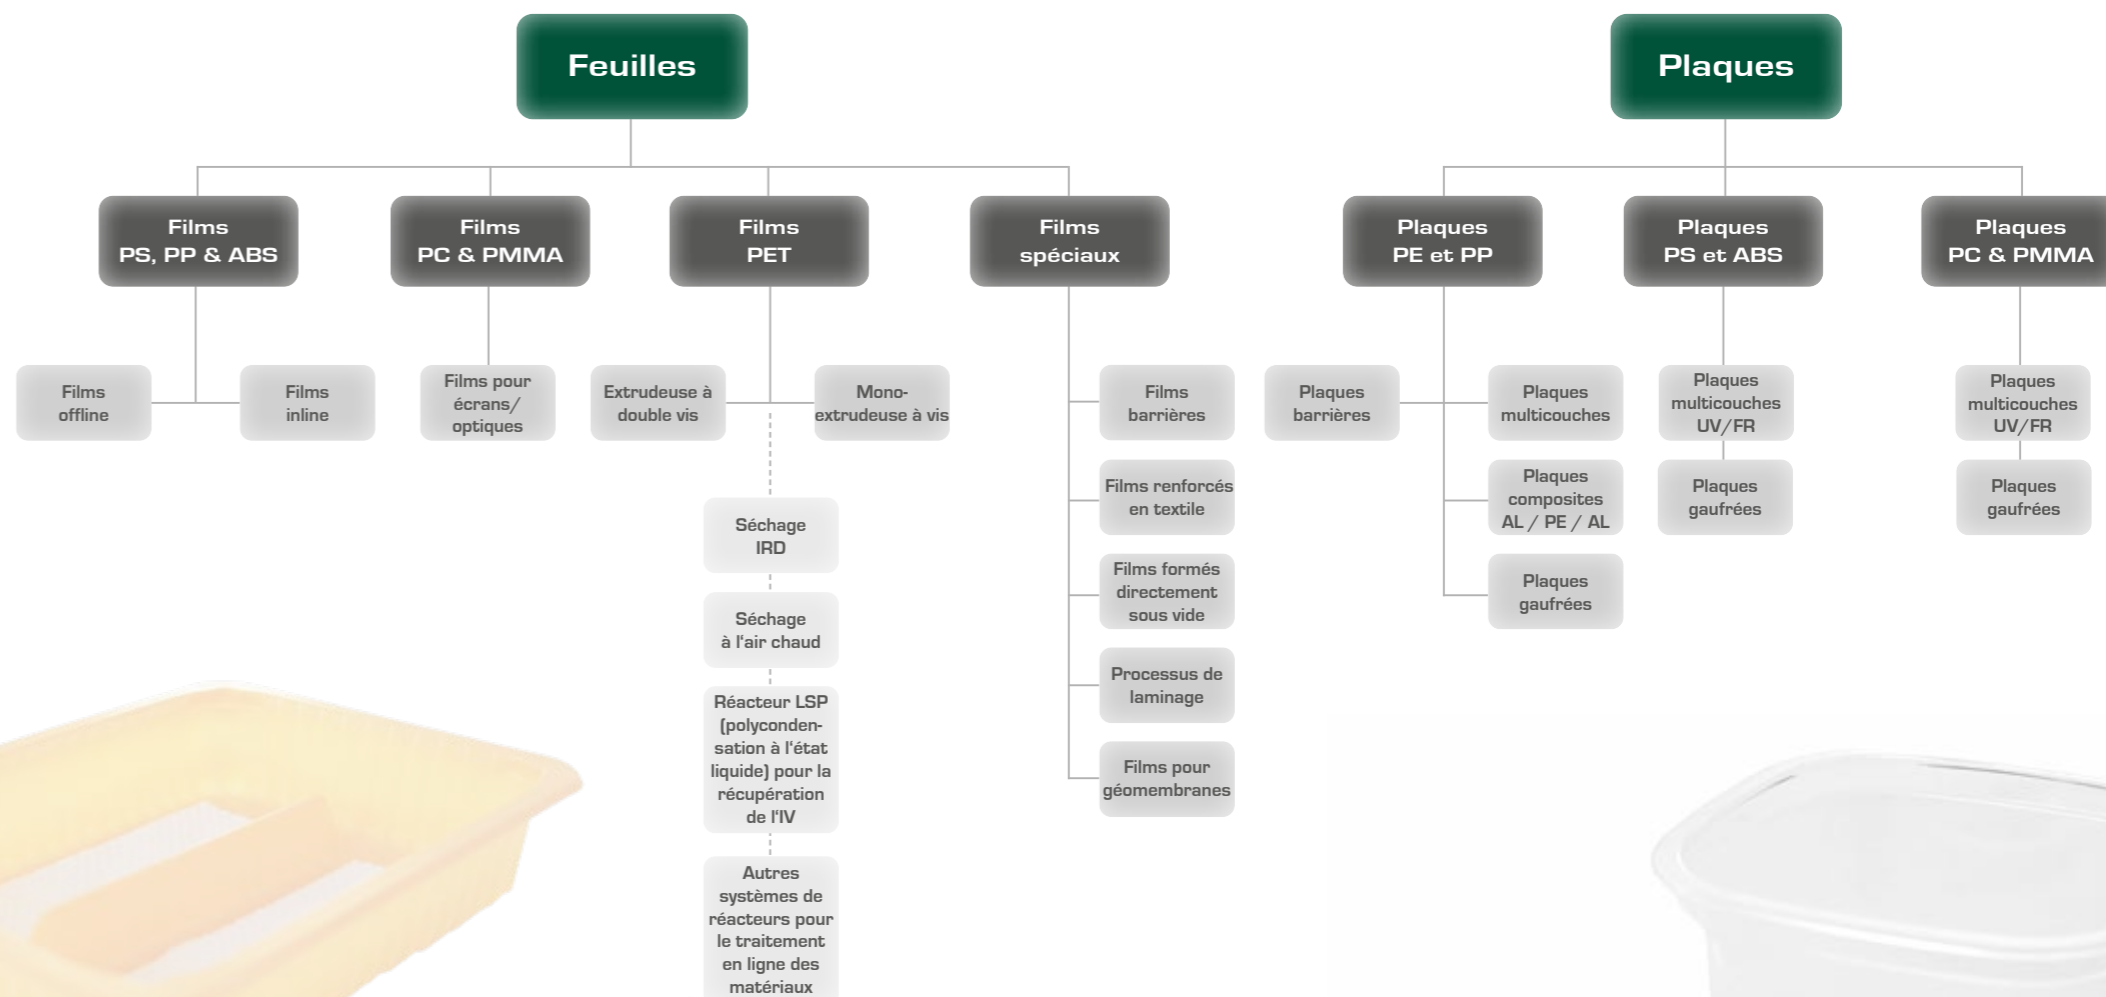 Feuilles
Films
PS, PP & ABS
Films
offline
Films
inline
Films
PC & PMMA
Films pour
écrans/
optiques
Films
PET
Extrudeuse à
double vis
Mono-
extrudeuse à vis
Séchage
IRD
Séchage
à l'air chaud
Réacteur LSP
(polyconden-
sation à l'état
liquide) pour la
récupération
de l'IV
Autres
systèmes de
réacteurs pour
le traitement
en ligne des
matériaux
Films
spéciaux
Films
barrières
Films renforcés
en textile
Films formés
directement
sous vide
Processus de
laminage
Films pour
géomembranes
Plaques
Plaques
PE et PP
Plaques
barrières
Plaques
multicouches
Plaques
composites
AL / PE / AL
Plaques
gaufrées
Plaques
PS et ABS
Plaques
multicouches
UV/FR
Plaques
gaufrées
Plaques
PC & PMMA
Plaques
multicouches
UV/FR
Plaques
gaufrées